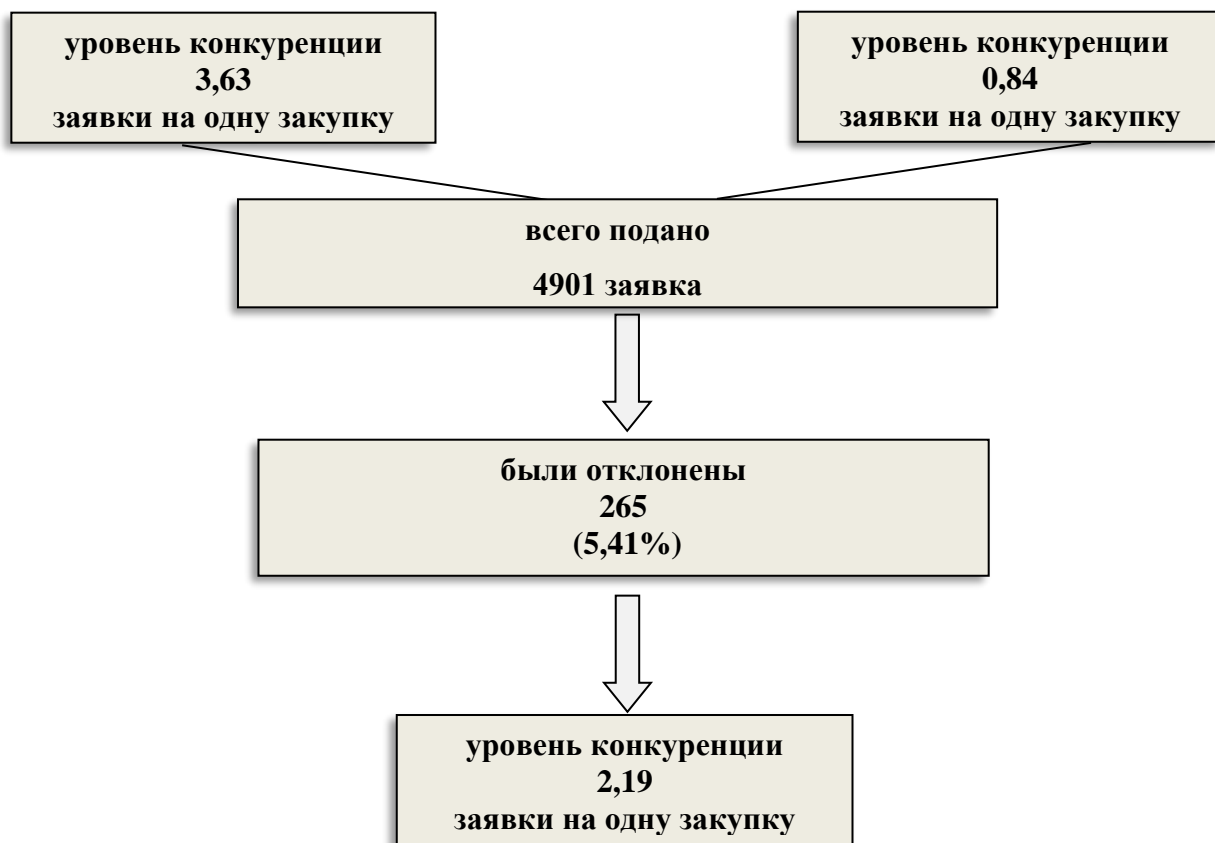 уровень конкуренции
3,63
заявки на одну закупку
уровень конкуренции
0,84
заявки на одну закупку
всего подано
4901 заявка
были отклонены
265
(5,41%)
уровень конкуренции
2,19
заявки на одну закупку